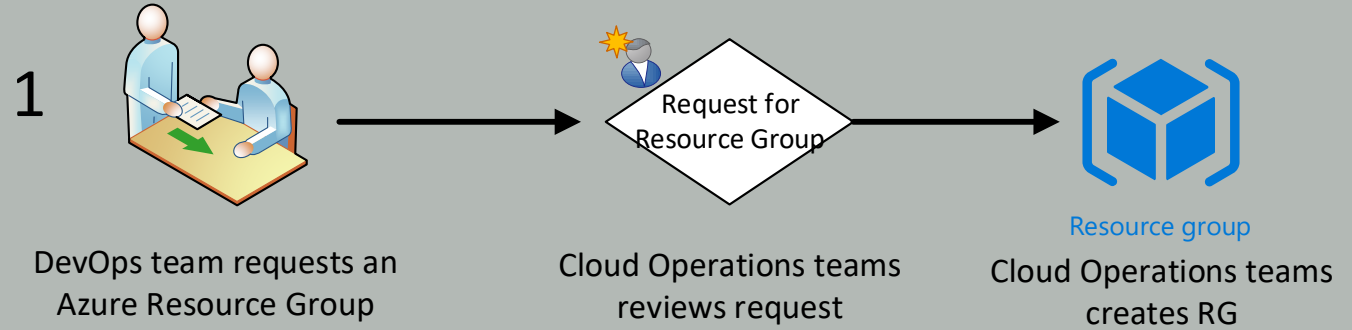 1
Request for
Resource Group
Resource group
DevOps team requests an
Azure Resource Group
Cloud Operations teams
reviews request
Cloud Operations teams
creates RG